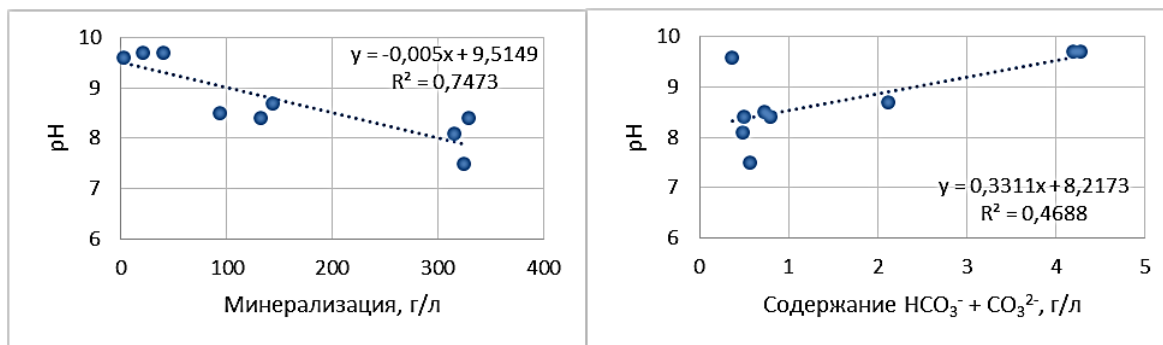 10
9
8
7
6
pH
y = -0,005x + 9,5149
R² = 0,7473
0 100 200 300 400
Минерализация, г/л
10
9
8
7
6
pH
y = 0,3311x + 8,2173
R² = 0,4688
0 1 2 3 4 5
Содержание HCO₃⁻ + CO₃²⁻, г/л